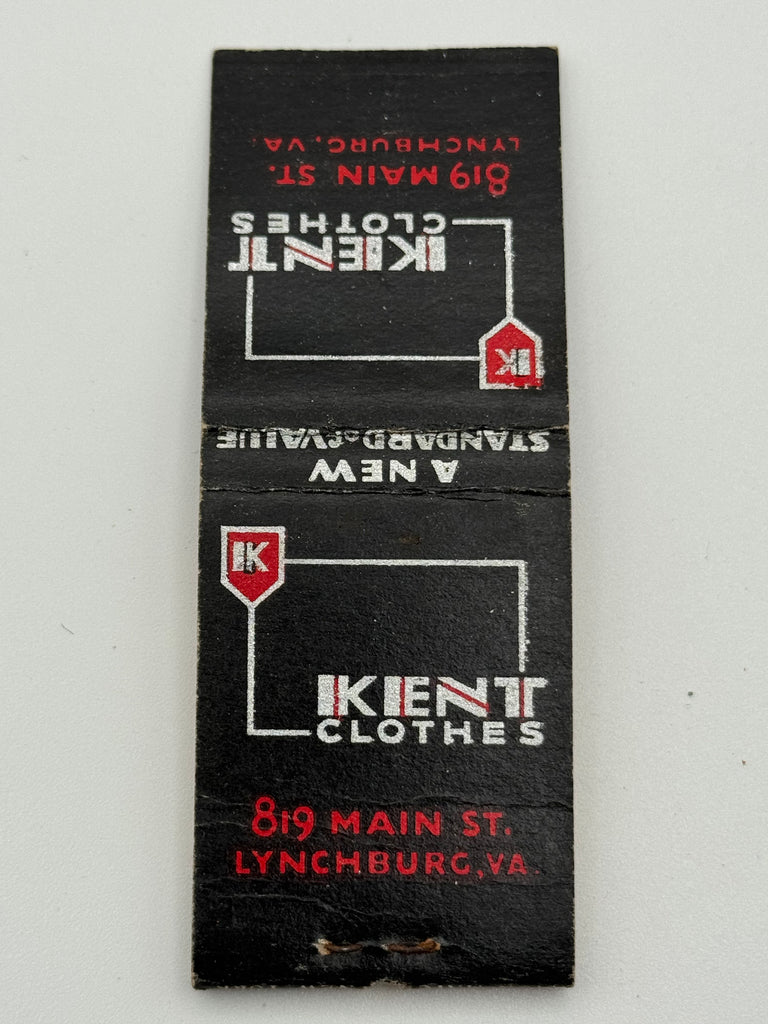 819 MAIN ST.
LYNCHBURG, VA.
KENT
CLOTHES
K
A NEW
STANDARD of VALUE
K
KENT
CLOTHES
819 MAIN ST.
LYNCHBURG, VA.